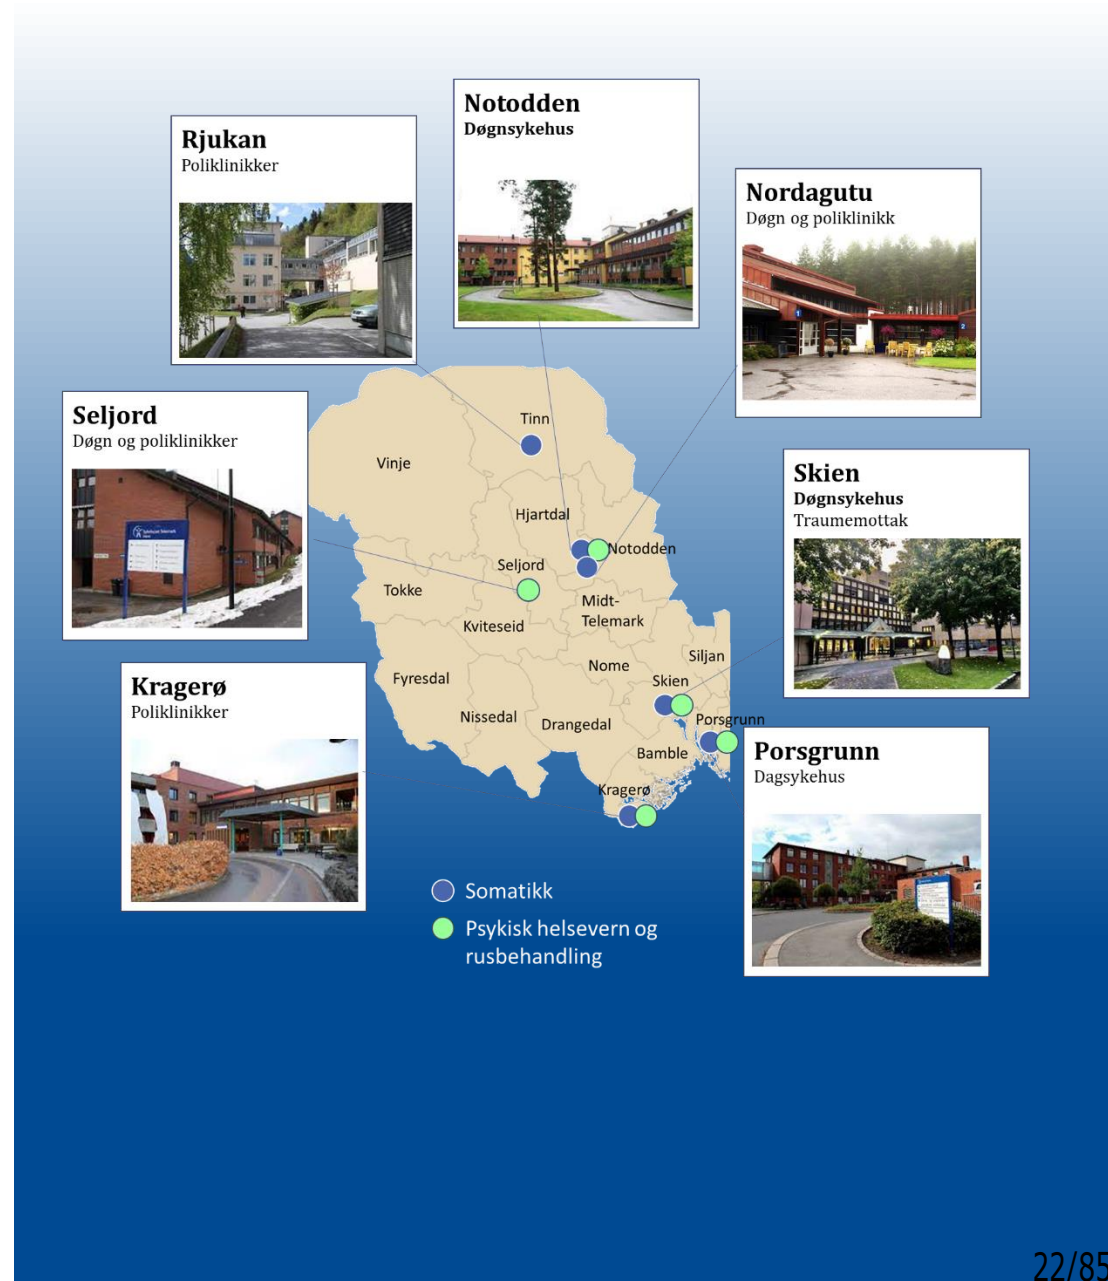 Notodden
Døgnsykehus
Rjukan
Poliklinikker
Nordagutu
Døgn og poliklinikk
1
2
Seljord
Døgn og poliklinikker
Skien
Døgnsykehus
Traumemottak
Kragerø
Poliklinikker
Porsgrunn
Dagsykehus
Tinn
Vinje
Hjartdal
Notodden
Seljord
Tokke
Midt-
Telemark
Kviteseid
Siljan
Nome
Fyresdal
Skien
Nissedal
Drangedal
Porsgrunn
Bamble
Kragerø
Somatikk
Psykisk helsevern og
rusbehandling
22/85